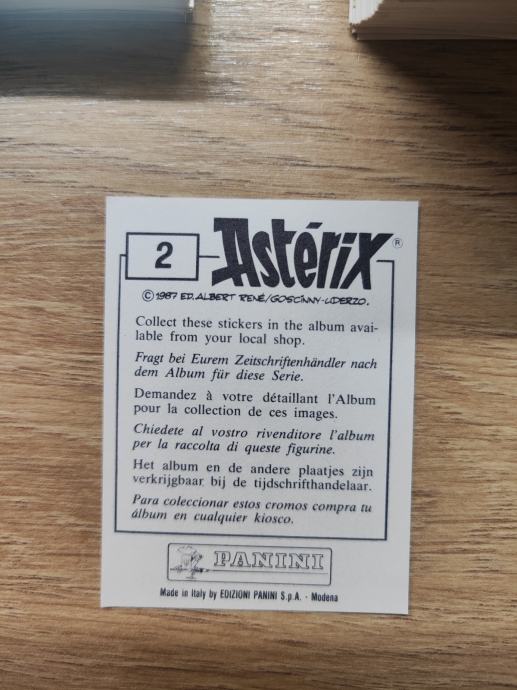 2
Astérix ®
© 1987 ED. ALBERT RENÉ/GOSCINNY-UDERZO.
Collect these stickers in the album avai-
lable from your local shop.
Fragt bei Eurem Zeitschriftenhändler nach
dem Album für diese Serie.
Demandez à votre détaillant l'Album
pour la collection de ces images.
Chiedete al vostro rivenditore l'album
per la raccolta di queste figurine.
Het album en de andere plaatjes zijn
verkrijgbaar bij de tijdschrifthandelaar.
Para coleccionar estos cromos compra tu
álbum en cualquier kiosco.
PANINI
Made in Italy by EDIZIONI PANINI S.p.A. - Modena